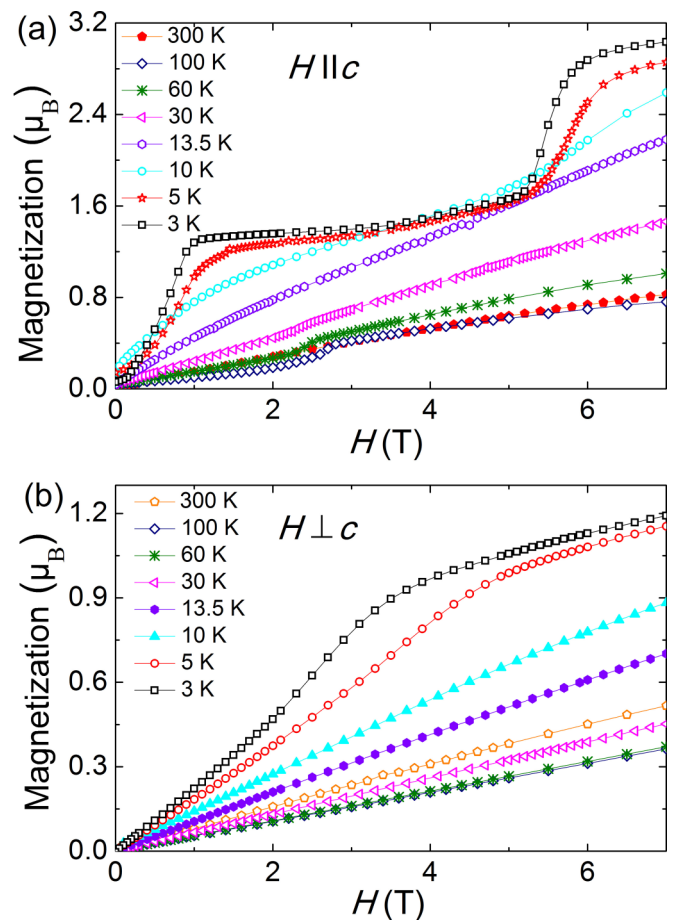 (a)
H||c
300 K
100 K
60 K
30 K
13.5 K
10 K
5 K
3 K
Magnetization (μB)
3.2
2.4
1.6
0.8
0.0
0 2 4 6
H (T)
(b)
H⊥c
300 K
100 K
60 K
30 K
13.5 K
10 K
5 K
3 K
Magnetization (μB)
1.2
0.9
0.6
0.3
0.0
0 2 4 6
H (T)